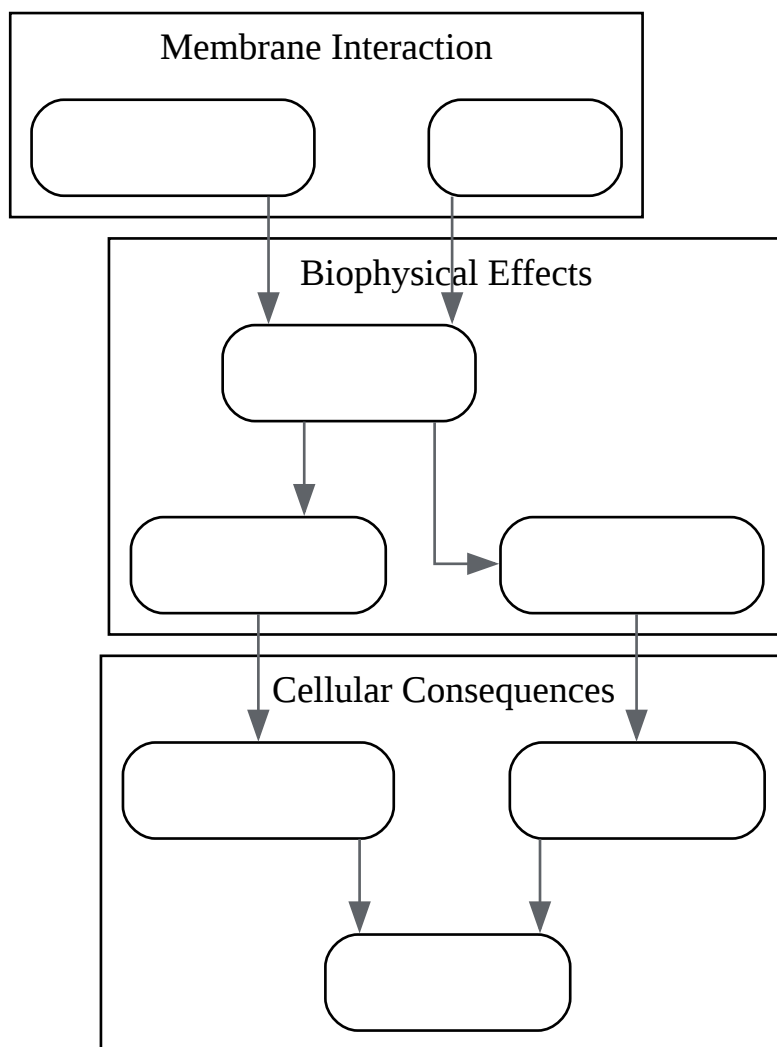 Membrane Interaction
Biophysical Effects
Cellular Consequences